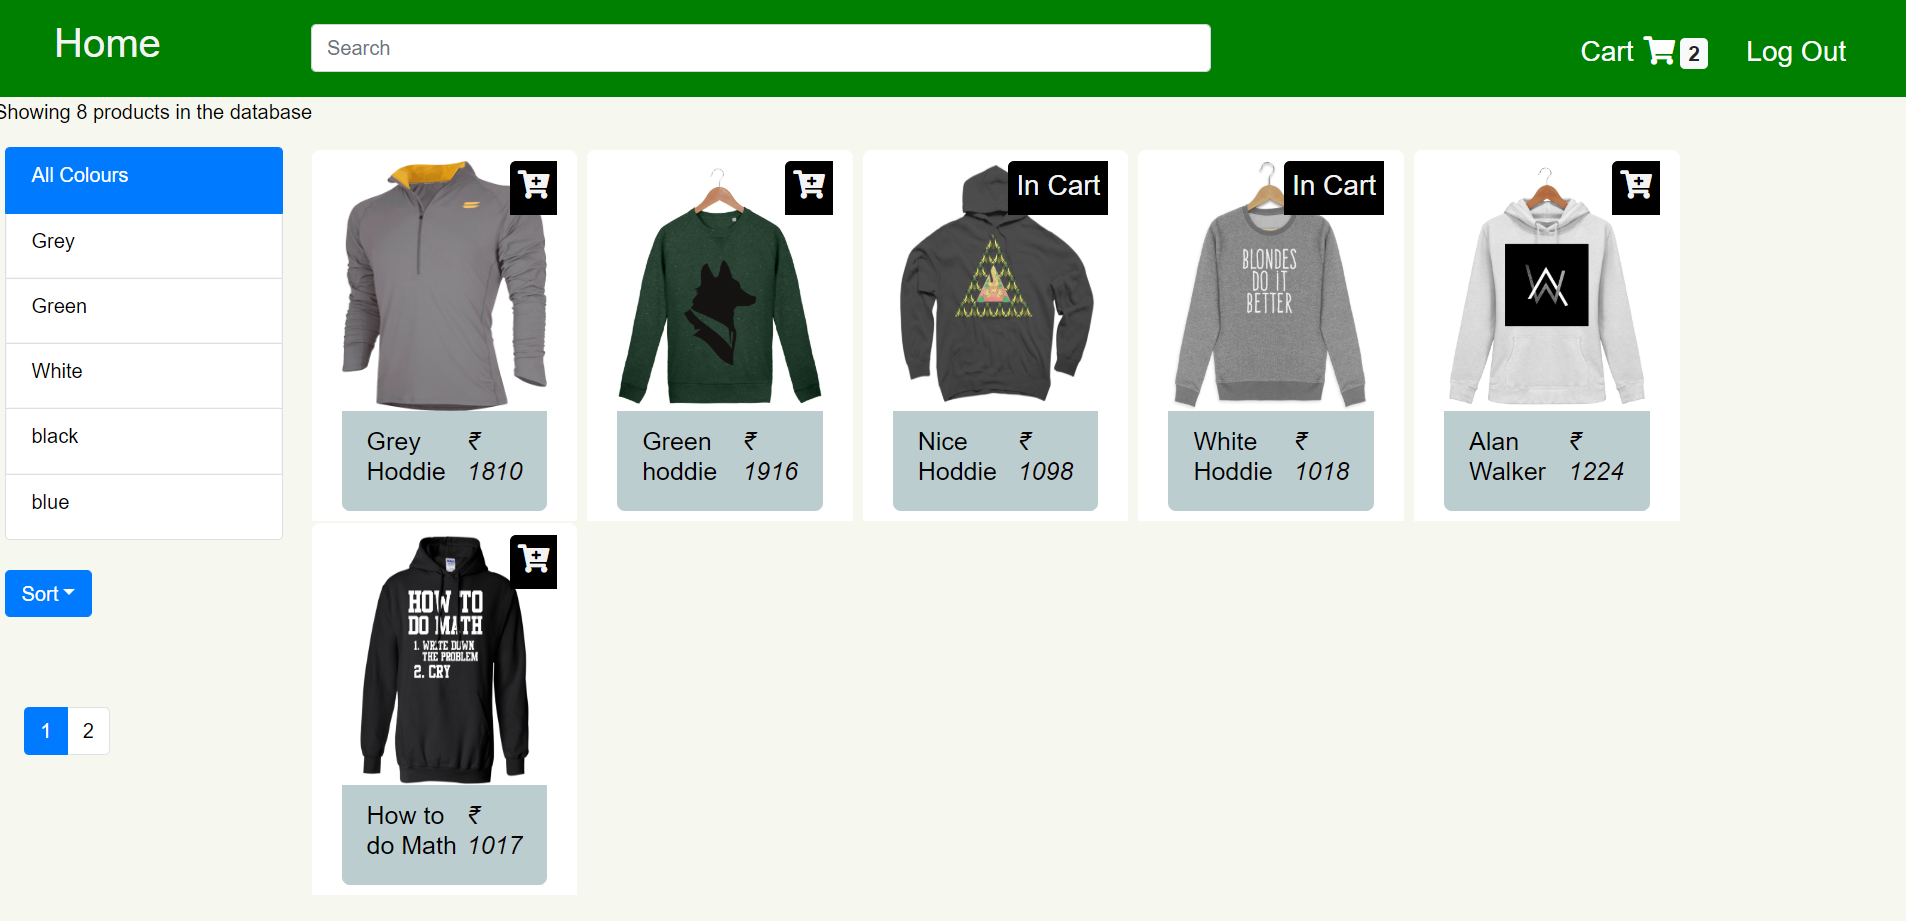 Home
Search
Cart 2
Log Out
Showing 8 products in the database
All Colours
Grey
Green
White
black
blue
Sort
1 2
Grey
Hoddie
₹
1810
Green
hoddie
₹
1916
In Cart
Nice
Hoddie
₹
1098
In Cart
BLONDES
DO IT
BETTER
White
Hoddie
₹
1018
Alan
Walker
₹
1224
HOW TO
DO MATH
1. WRITE DOWN
THE PROBLEM
2. CRY
How to
do Math
₹
1017